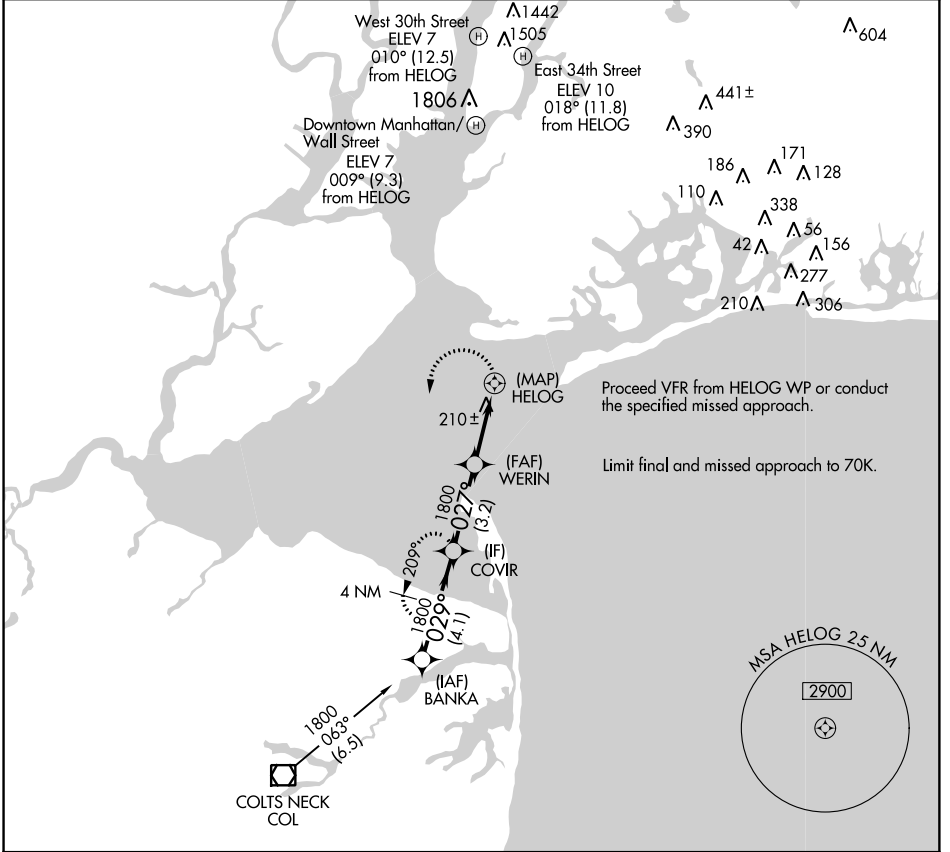 1442
West 30th Street
ELEV 7
010° (12.5)
from HELOG
1505
604
East 34th Street
ELEV 10
018° (11.8)
from HELOG
1806
441±
390
Downtown Manhattan/
Wall Street
ELEV 7
009° (9.3)
from HELOG
186
171
128
110
338
56
42
156
277
210
306
(MAP)
HELOG
210±
Proceed VFR from HELOG WP or conduct
the specified missed approach.
(FAF)
WERIN
Limit final and missed approach to 70K.
1800
027°
(3.2)
209°
(IF)
COVIR
4 NM
1800
029°
(4.1)
(IAF)
BANKA
1800
063°
(6.5)
COLTS NECK
COL
MSA HELOG 25 NM
2900
H
H
H